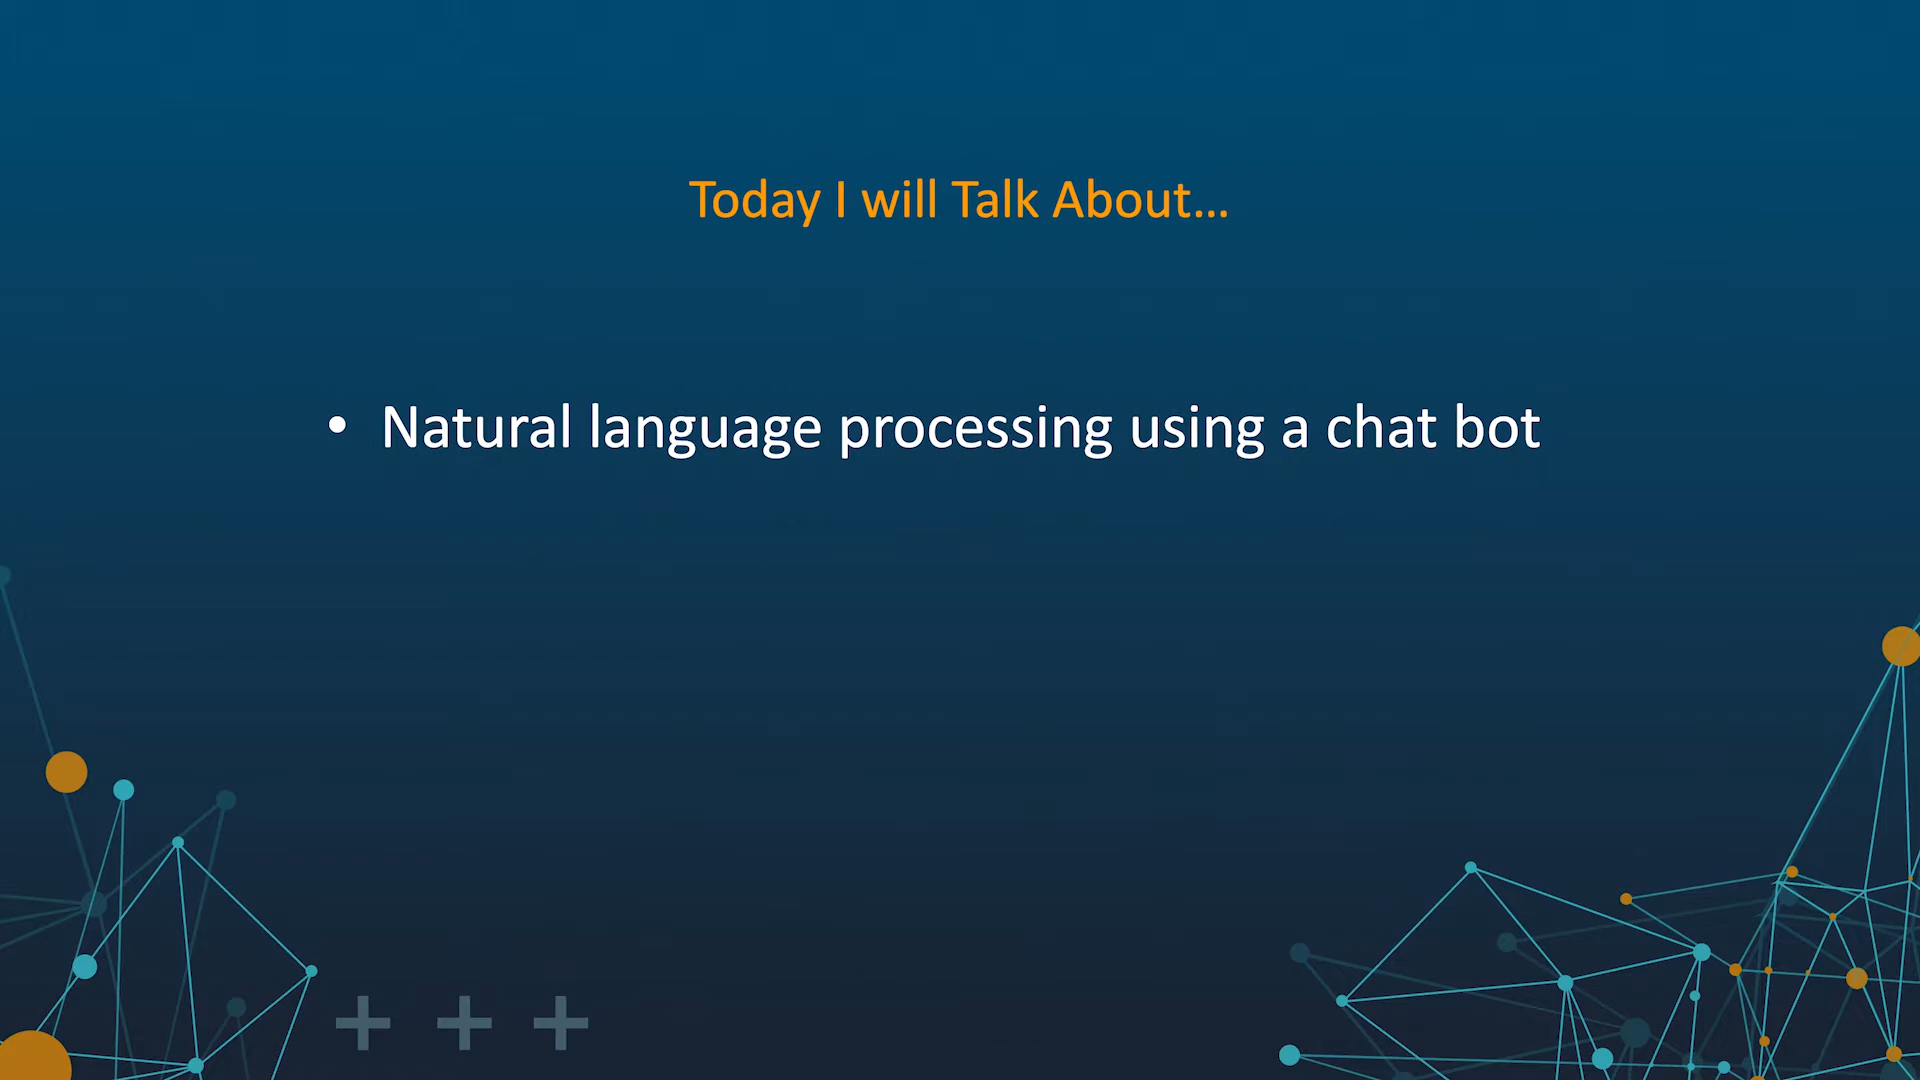 Today I will Talk About...
• Natural language processing using a chat bot